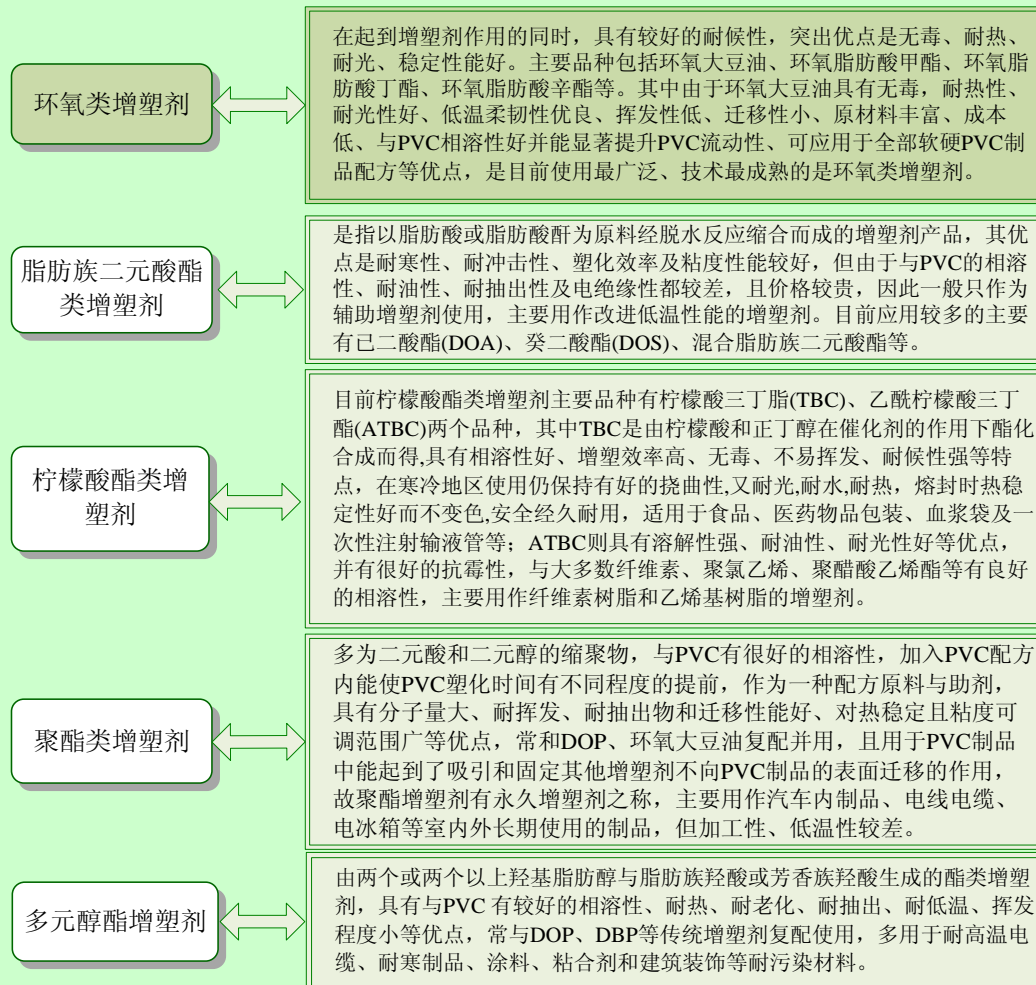 环氧类增塑剂
在起到增塑剂作用的同时，具有较好的耐候性，突出优点是无毒、耐热、
耐光、稳定性能好。主要品种包括环氧大豆油、环氧脂肪酸甲酯、环氧脂
肪酸丁酯、环氧脂肪酸辛酯等。其中由于环氧大豆油具有无毒，耐热性、
耐光性好、低温柔韧性优良、挥发性低、迁移性小、原材料丰富、成本
低、与PVC相溶性好并能显著提升PVC流动性、可应用于全部软硬PVC制
品配方等优点，是目前使用最广泛、技术最成熟的是环氧类增塑剂。
脂肪族二元酸酯
类增塑剂
是指以脂肪酸或脂肪酸酐为原料经脱水反应缩合而成的增塑剂产品，其优
点是耐寒性、耐冲击性、塑化效率及粘度性能较好，但由于与PVC的相溶
性、耐油性、耐抽出性及电绝缘性都较差，且价格较贵，因此一般只作为
辅助增塑剂使用，主要用作改进低温性能的增塑剂。目前应用较多的主要
有已二酸酯(DOA)、癸二酸酯(DOS)、混合脂肪族二元酸酯等。
柠檬酸酯类增
塑剂
目前柠檬酸酯类增塑剂主要品种有柠檬酸三丁脂(TBC)、乙酰柠檬酸三丁
酯(ATBC)两个品种，其中TBC是由柠檬酸和正丁醇在催化剂的作用下酯化
合成而得,具有相溶性好、增塑效率高、无毒、不易挥发、耐候性强等特
点，在寒冷地区使用仍保持有好的挠曲性,又耐光,耐水,耐热，熔封时热稳
定性好而不变色,安全经久耐用，适用于食品、医药物品包装、血浆袋及一
次性注射输液管等；ATBC则具有溶解性强、耐油性、耐光性好等优点，
并有很好的抗霉性，与大多数纤维素、聚氯乙烯、聚醋酸乙烯酯等有良好
的相溶性，主要用作纤维素树脂和乙烯基树脂的增塑剂。
聚酯类增塑剂
多为二元酸和二元醇的缩聚物，与PVC有很好的相溶性，加入PVC配方
内能使PVC塑化时间有不同程度的提前，作为一种配方原料与助剂，
具有分子量大、耐挥发、耐抽出物和迁移性能好、对热稳定且粘度可
调范围广等优点，常和DOP、环氧大豆油复配并用，且用于PVC制品
中能起到了吸引和固定其他增塑剂不向PVC制品的表面迁移的作用，
故聚酯增塑剂有永久增塑剂之称，主要用作汽车内制品、电线电缆、
电冰箱等室内外长期使用的制品，但加工性、低温性较差。
多元醇酯增塑剂
由两个或两个以上羟基脂肪醇与脂肪族羟酸或芳香族羟酸生成的酯类增塑
剂，具有与PVC 有较好的相溶性、耐热、耐老化、耐抽出、耐低温、挥发
程度小等优点，常与DOP、DBP等传统增塑剂复配使用，多用于耐高温电
缆、耐寒制品、涂料、粘合剂和建筑装饰等耐污染材料。